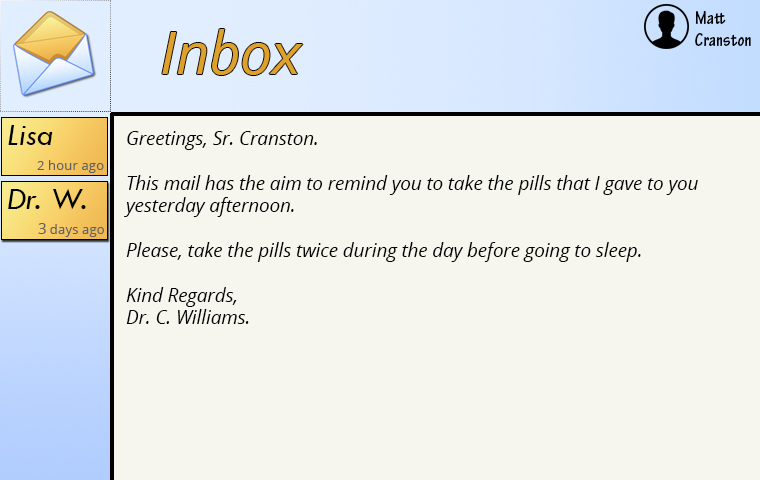 Inbox
Matt
Cranston
Lisa
2 hour ago
Dr. W.
3 days ago
Greetings, Sr. Cranston.
This mail has the aim to remind you to take the pills that I gave to you
yesterday afternoon.
Please, take the pills twice during the day before going to sleep.
Kind Regards,
Dr. C. Williams.